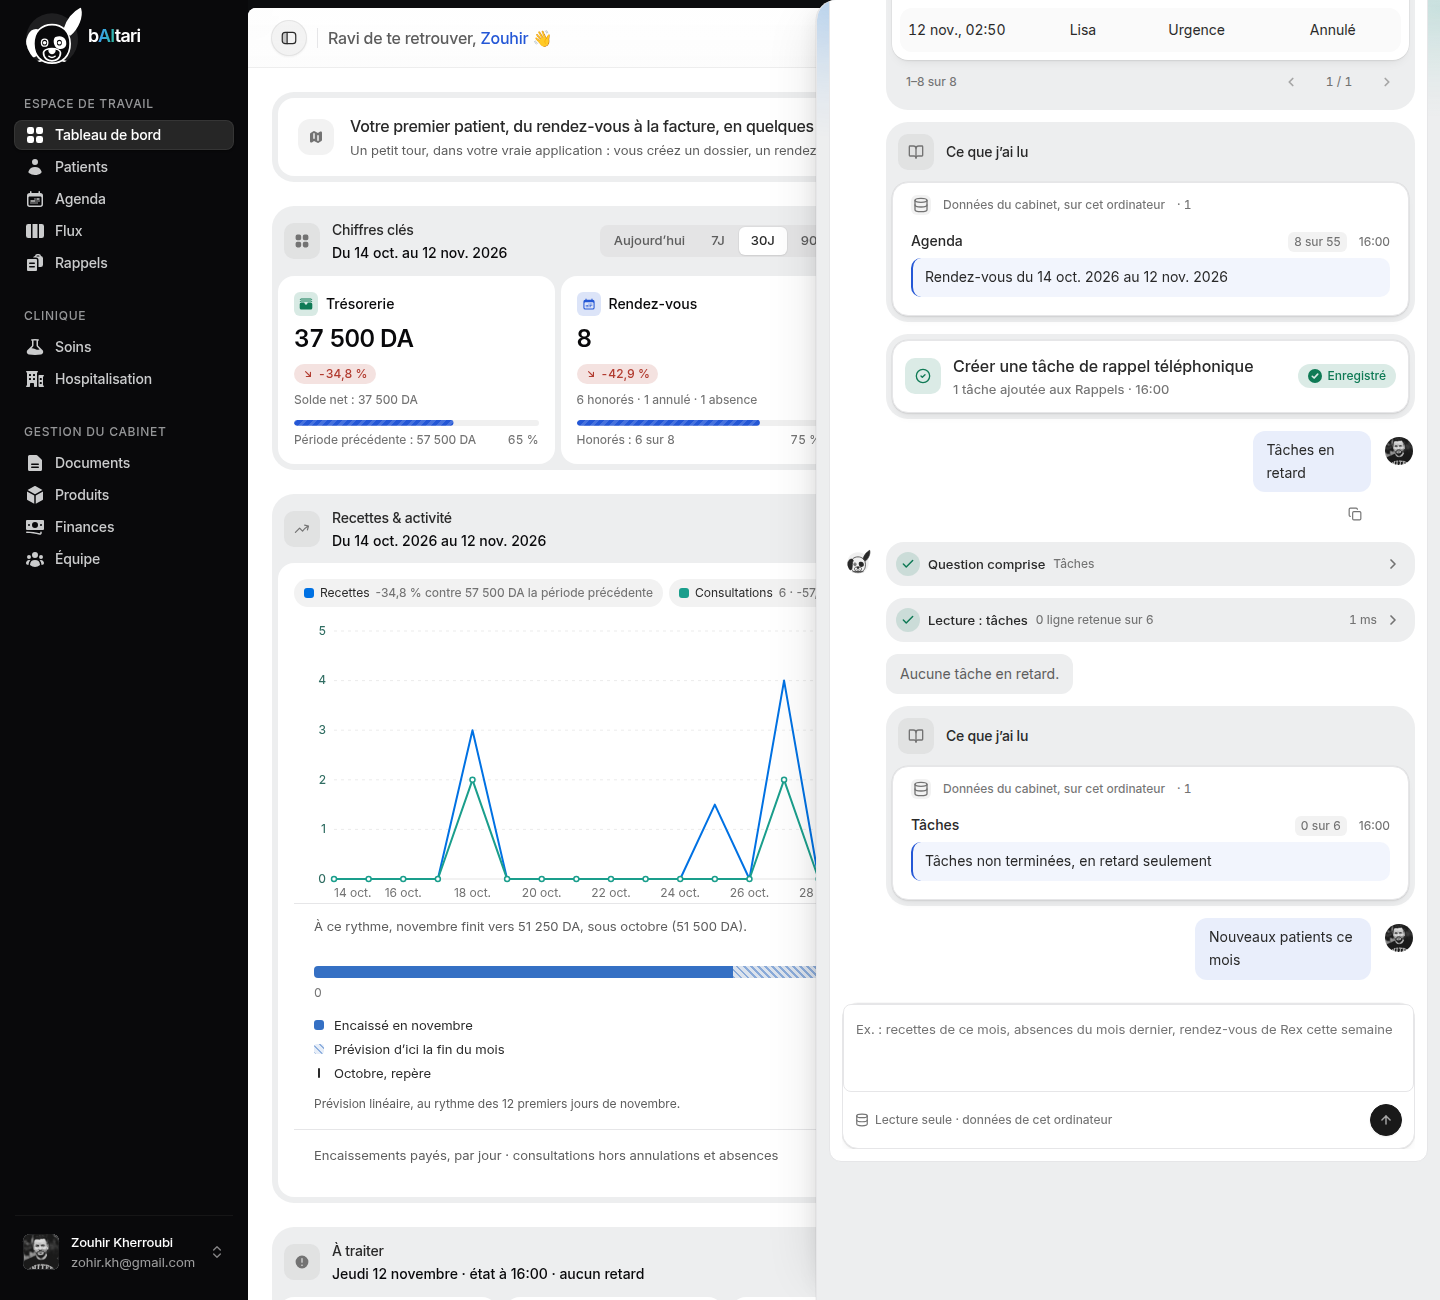 bAItari
ESPACE DE TRAVAIL
Tableau de bord
Patients
Agenda
Flux
Rappels
CLINIQUE
Soins
Hospitalisation
GESTION DU CABINET
Documents
Produits
Finances
Équipe
Zouhir Kherroubi
zohir.kh@gmail.com
Ravi de te retrouver, Zouhir 👋
Votre premier patient, du rendez-vous à la facture, en quelques
Un petit tour, dans votre vraie application : vous créez un dossier, un rendez
Chiffres clés
Du 14 oct. au 12 nov. 2026
Aujourd’hui 7J 30J 90
Trésorerie
37 500 DA
-34,8 %
Solde net : 37 500 DA
Période précédente : 57 500 DA 65 %
Rendez-vous
8
-42,9 %
6 honorés · 1 annulé · 1 absence
Honorés : 6 sur 8 75 %
Recettes & activité
Du 14 oct. 2026 au 12 nov. 2026
Recettes -34,8 % contre 57 500 DA la période précédente
Consultations 6 · -57,
5
4
3
2
1
0
14 oct. 16 oct. 18 oct. 20 oct. 22 oct. 24 oct. 26 oct. 28
À ce rythme, novembre finit vers 51 250 DA, sous octobre (51 500 DA).
0
Encaissé en novembre
Prévision d’ici la fin du mois
Octobre, repère
Prévision linéaire, au rythme des 12 premiers jours de novembre.
Encaissements payés, par jour · consultations hors annulations et absences
À traiter
Jeudi 12 novembre · état à 16:00 · aucun retard
12 nov., 02:50 Lisa Urgence Annulé
1–8 sur 8 1 / 1
Ce que j’ai lu
Données du cabinet, sur cet ordinateur · 1
Agenda 8 sur 55 16:00
Rendez-vous du 14 oct. 2026 au 12 nov. 2026
Créer une tâche de rappel téléphonique
1 tâche ajoutée aux Rappels · 16:00
Enregistré
Tâches en
retard
Question comprise Tâches
Lecture : tâches 0 ligne retenue sur 6 1 ms
Aucune tâche en retard.
Ce que j’ai lu
Données du cabinet, sur cet ordinateur · 1
Tâches 0 sur 6 16:00
Tâches non terminées, en retard seulement
Nouveaux patients ce
mois
Ex. : recettes de ce mois, absences du mois dernier, rendez-vous de Rex cette semaine
Lecture seule · données de cet ordinateur